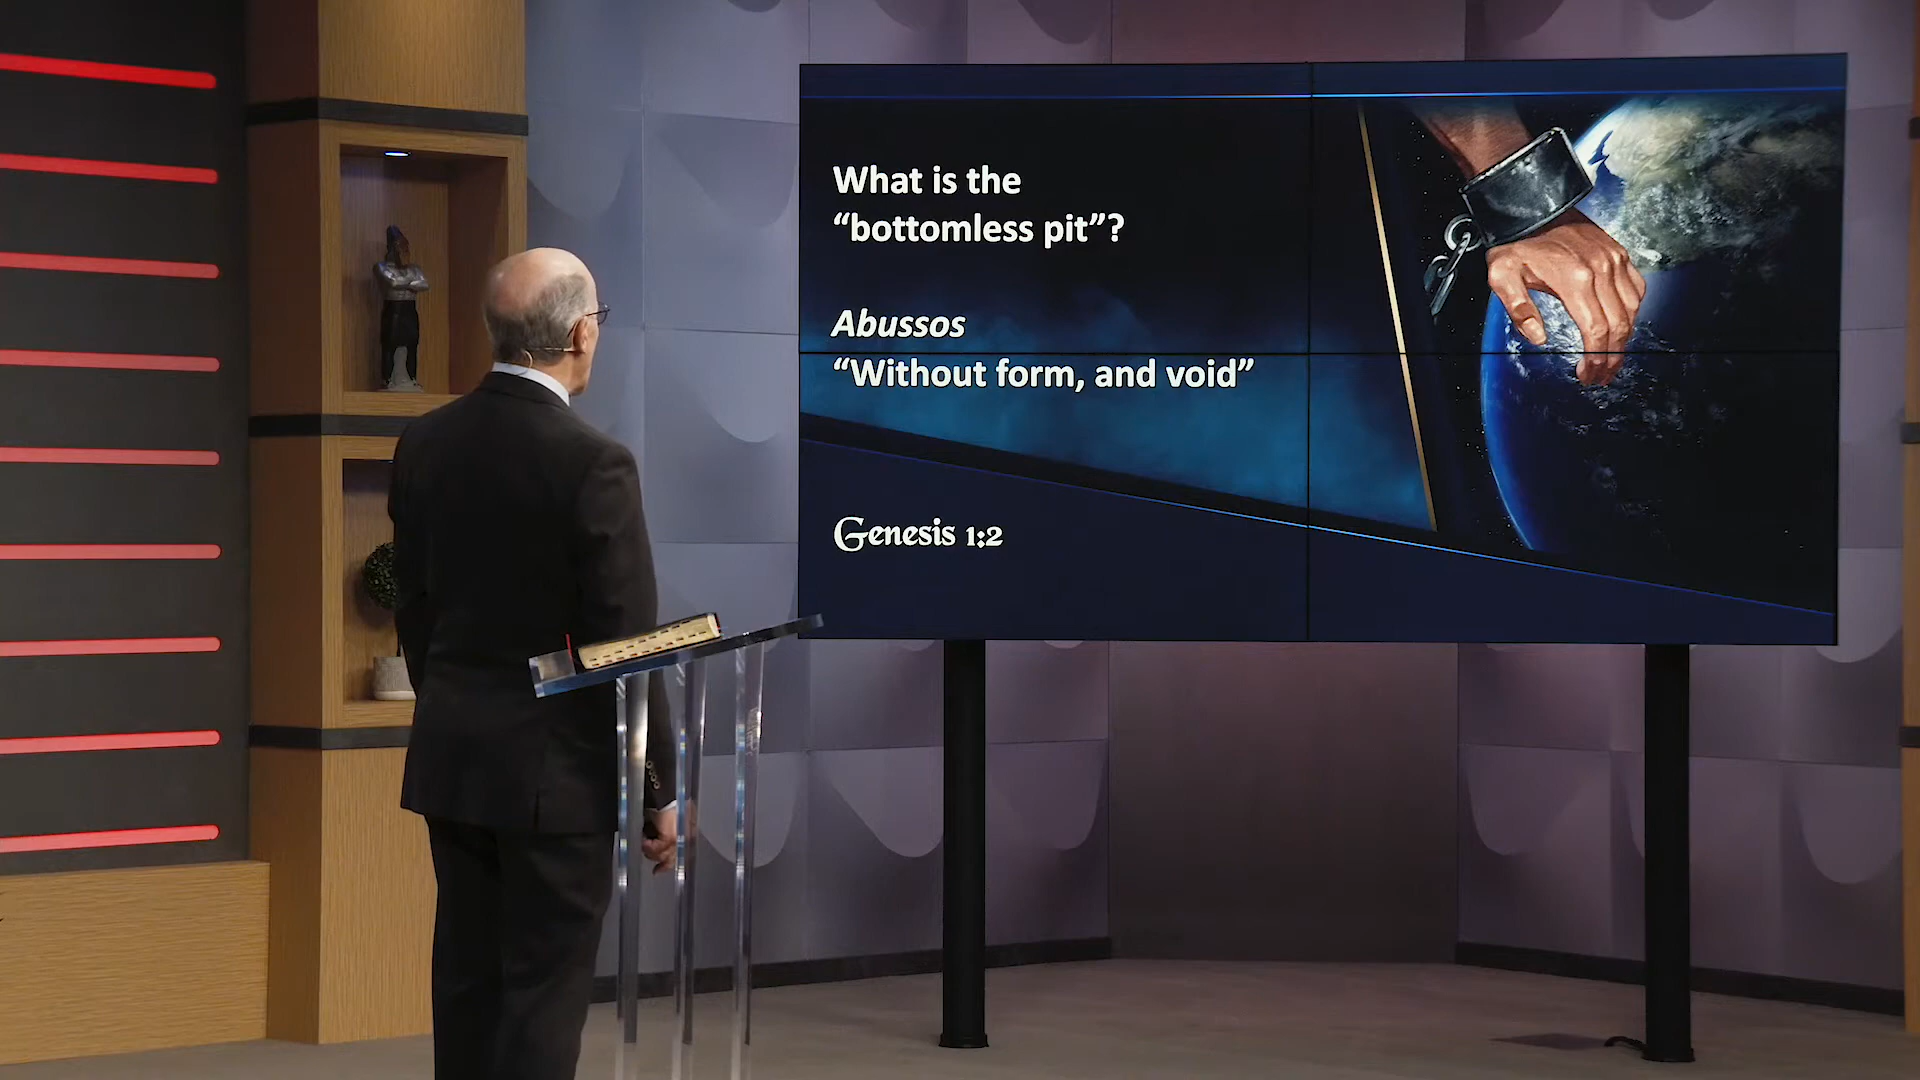 What is the
“bottomless pit”?
Abussos
“Without form, and void”
Genesis 1:2